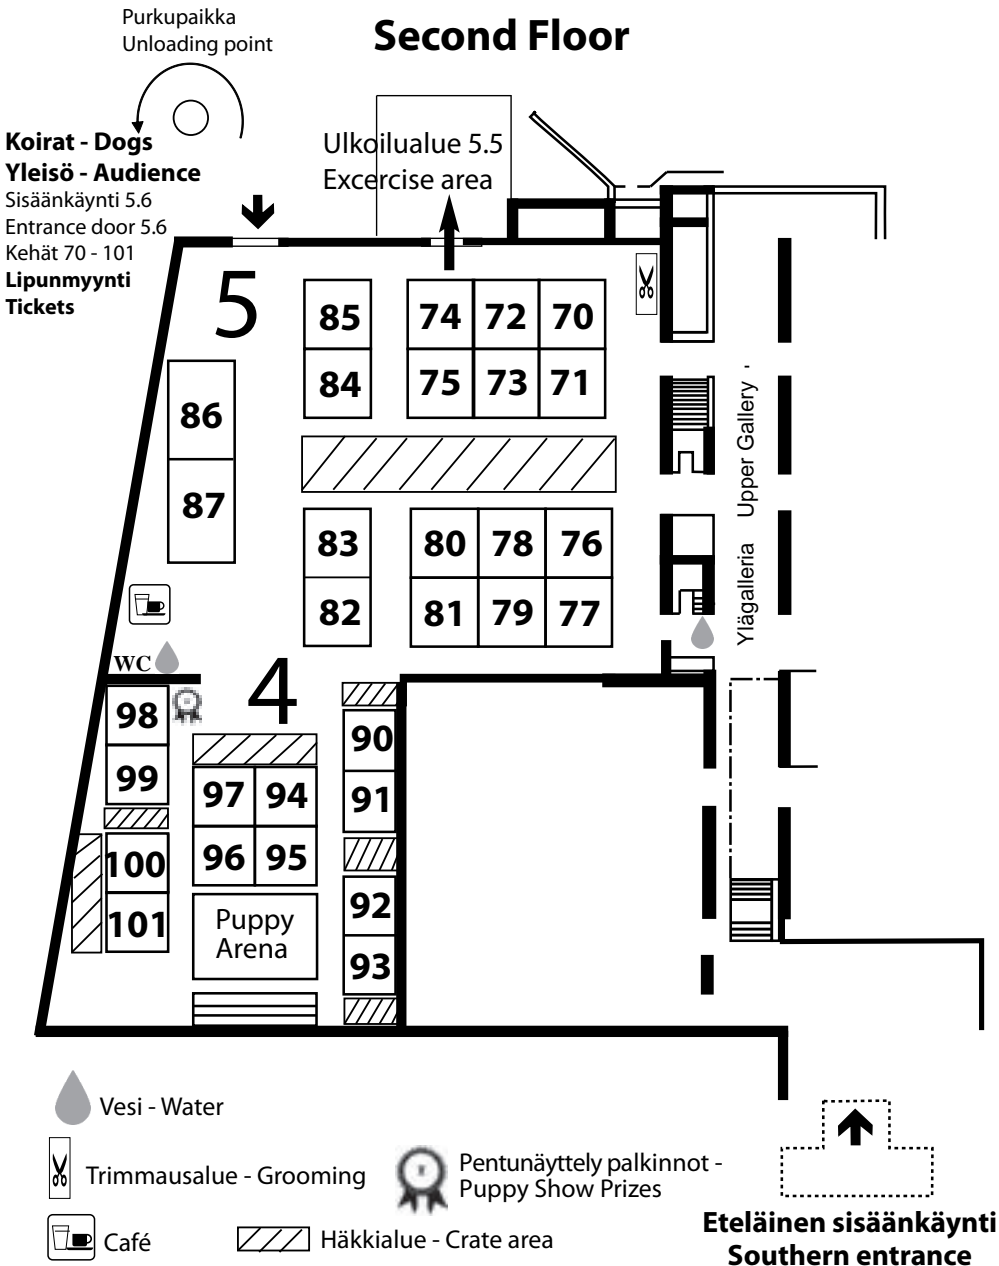 Purkupaikka
Unloading point
Second Floor
Koirat - Dogs
Yleisö - Audience
Sisäänkäynti 5.6
Entrance door 5.6
Kehät 70 - 101
Lipunmyynti
Tickets
Ulkoilualue 5.5
Excercise area
5
85
74 72 70
84
75 73 71
86
87
83
80 78 76
82
81 79 77
Ylägalleria Upper Gallery
WC
4
98
99
100
101
97 94
96 95
Puppy
Arena
90
91
92
93
Vesi - Water
Trimmausalue - Grooming
Pentunäyttely palkinnot -
Puppy Show Prizes
Café
Häkkialue - Crate area
Eteläinen sisäänkäynti
Southern entrance